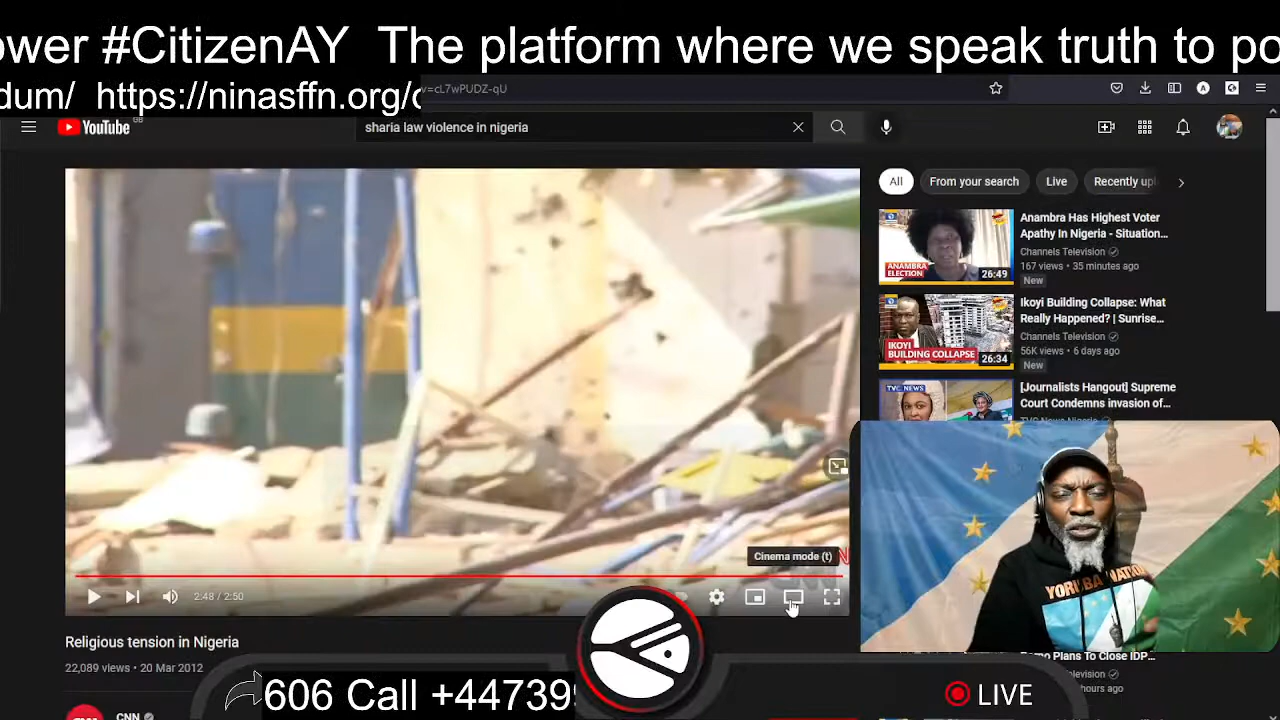 ower #CitizenAY The platform where we speak truth to po
dum/ https://ninasffn.org/
v=cL7wPUDZ-qU
YouTube GB
sharia law violence in nigeria
All
From your search
Live
Recently upl
Anambra Has Highest Voter
Apathy In Nigeria - Situation...
Channels Television
167 views • 35 minutes ago
New
ANAMBRA
ELECTION
26:49
Ikoyi Building Collapse: What
Really Happened? | Sunrise...
Channels Television
56K views • 6 days ago
New
IKOYI
BUILDING COLLAPSE
26:34
TVC NEWS
[Journalists Hangout] Supreme
Court Condemns invasion of...
Cinema mode (t)
2:48 / 2:50
YORUBA NATION
Plans To Close IDP...
Channels Television
hours ago
Religious tension in Nigeria
22,089 views • 20 Mar 2012
CNN
606 Call +447399
LIVE